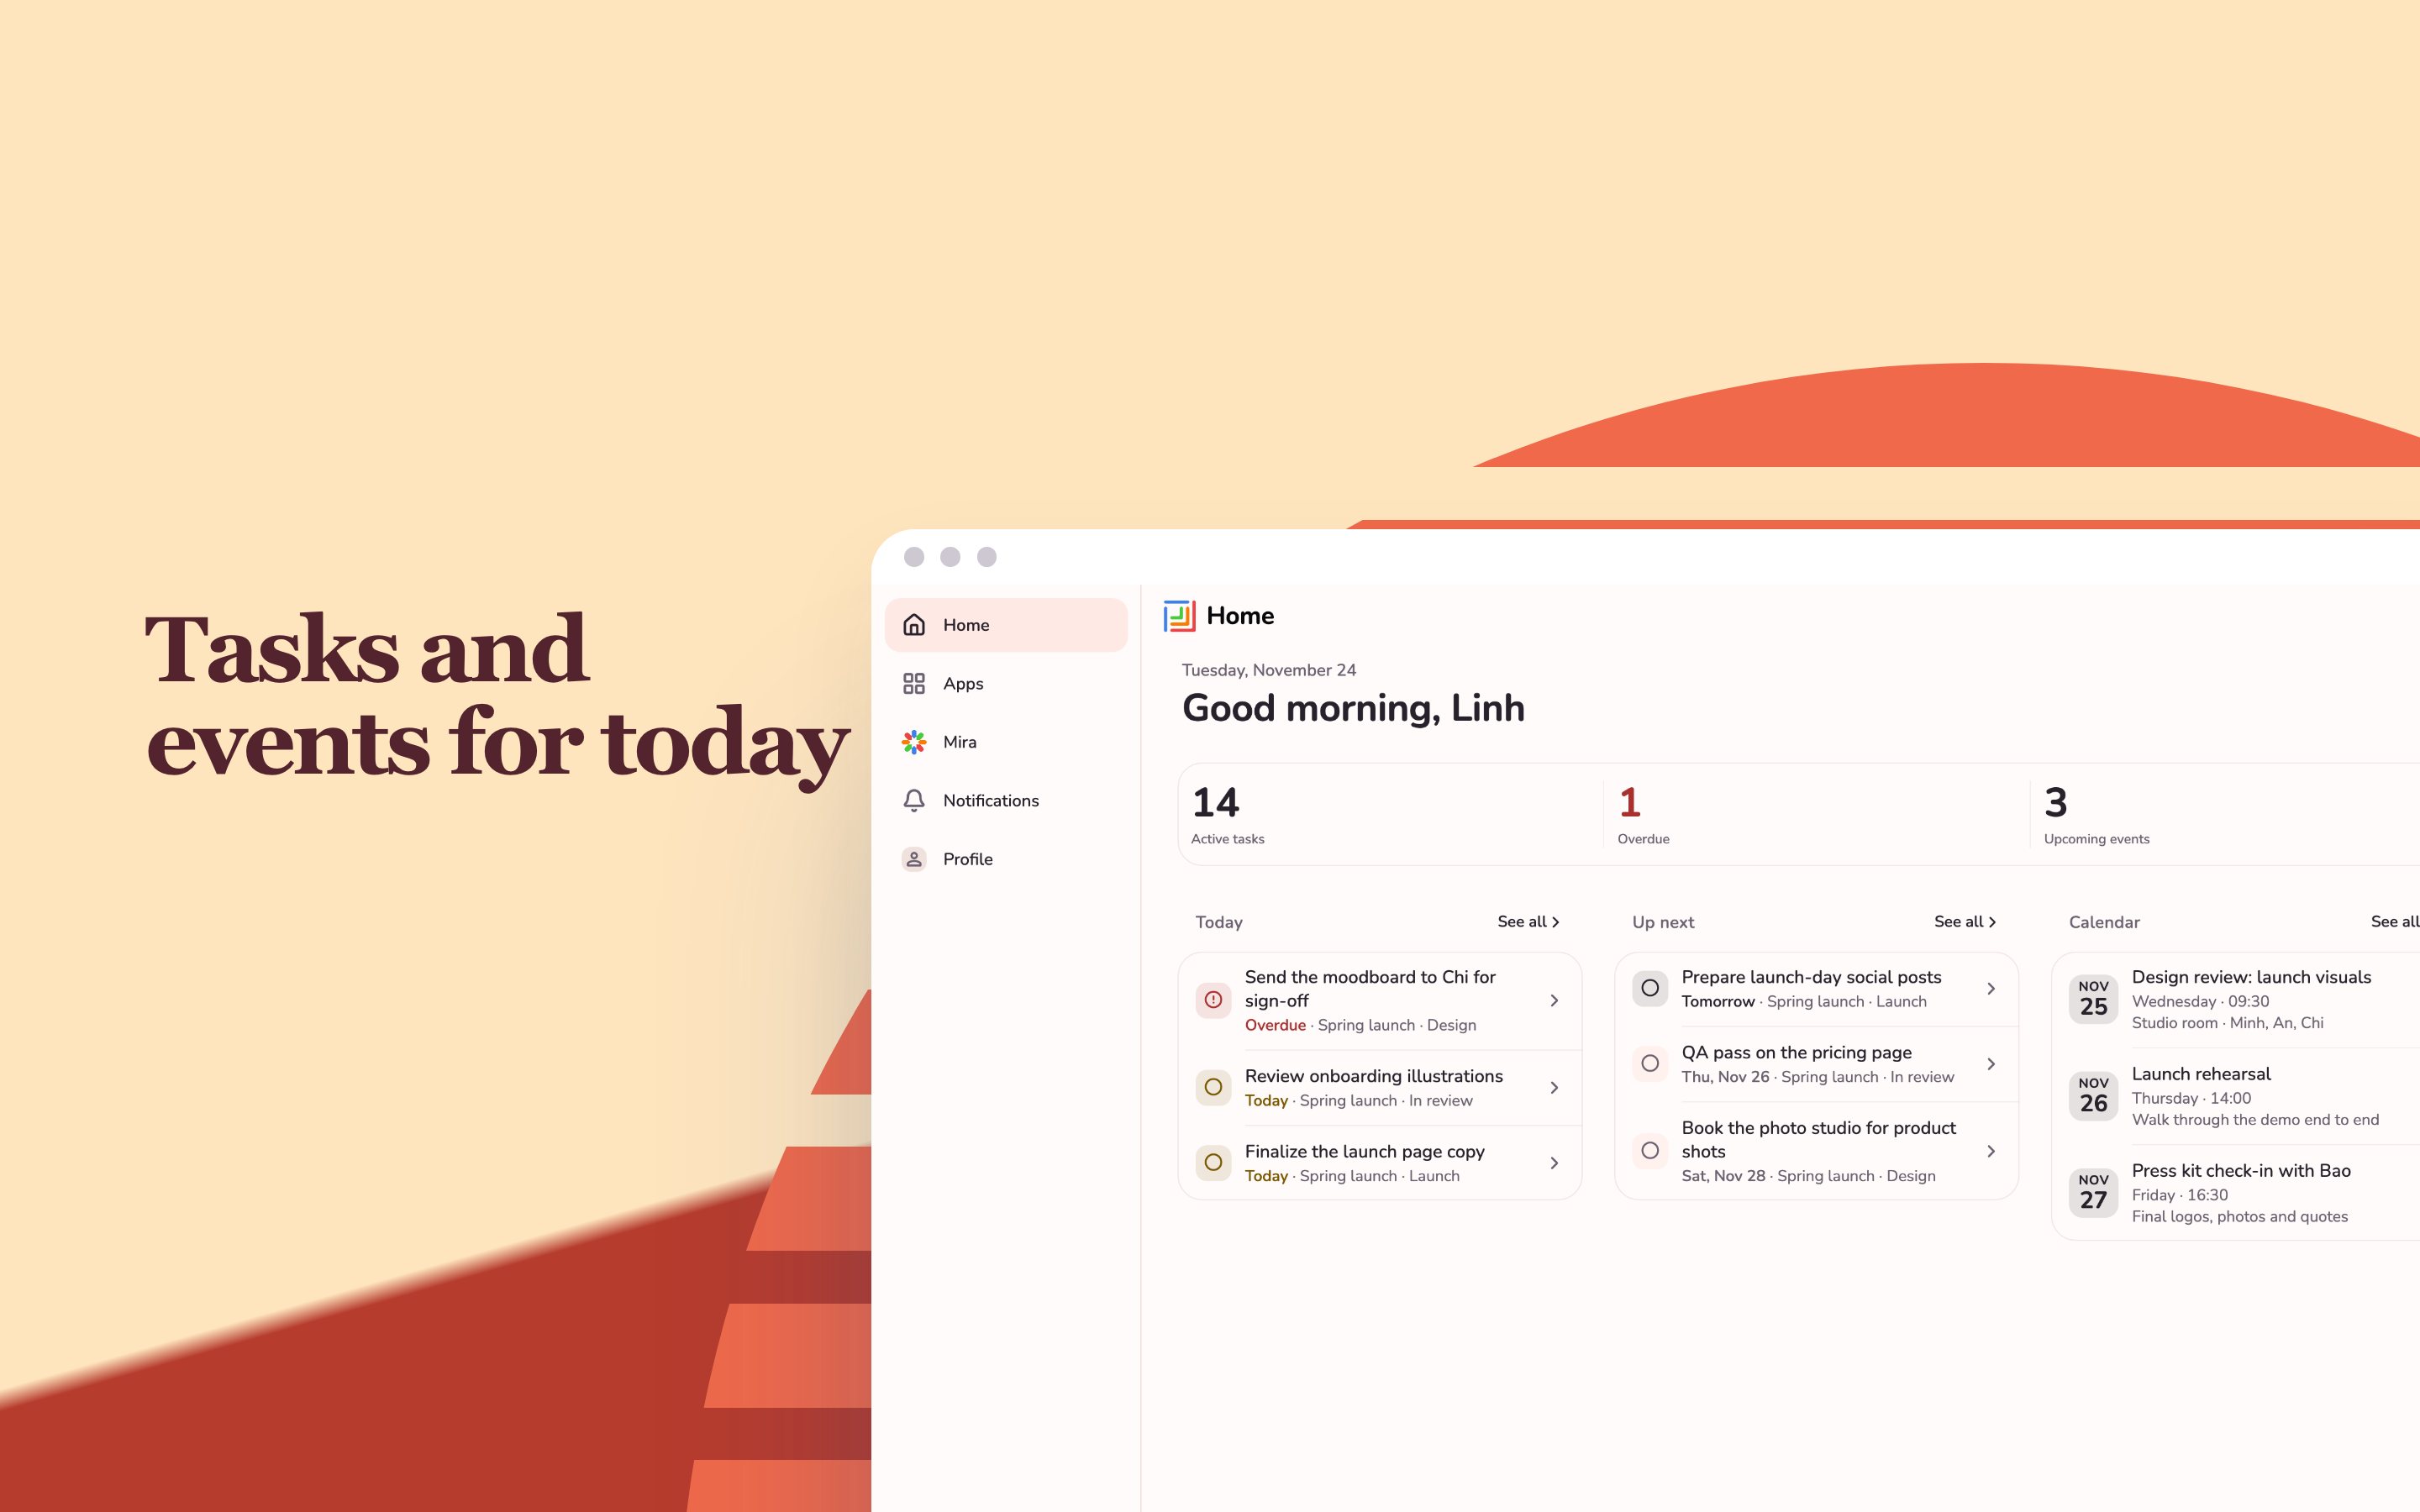 Tasks and
events for today
Home
Apps
Mira
Notifications
Profile
Home
Tuesday, November 24
Good morning, Linh
14
Active tasks
1
Overdue
3
Upcoming events
Today
See all
Send the moodboard to Chi for
sign-off
Overdue · Spring launch · Design
Review onboarding illustrations
Today · Spring launch · In review
Finalize the launch page copy
Today · Spring launch · Launch
Up next
See all
Prepare launch-day social posts
Tomorrow · Spring launch · Launch
QA pass on the pricing page
Thu, Nov 26 · Spring launch · In review
Book the photo studio for product
shots
Sat, Nov 28 · Spring launch · Design
Calendar
See all
NOV
25
Design review: launch visuals
Wednesday · 09:30
Studio room · Minh, An, Chi
NOV
26
Launch rehearsal
Thursday · 14:00
Walk through the demo end to end
NOV
27
Press kit check-in with Bao
Friday · 16:30
Final logos, photos and quotes